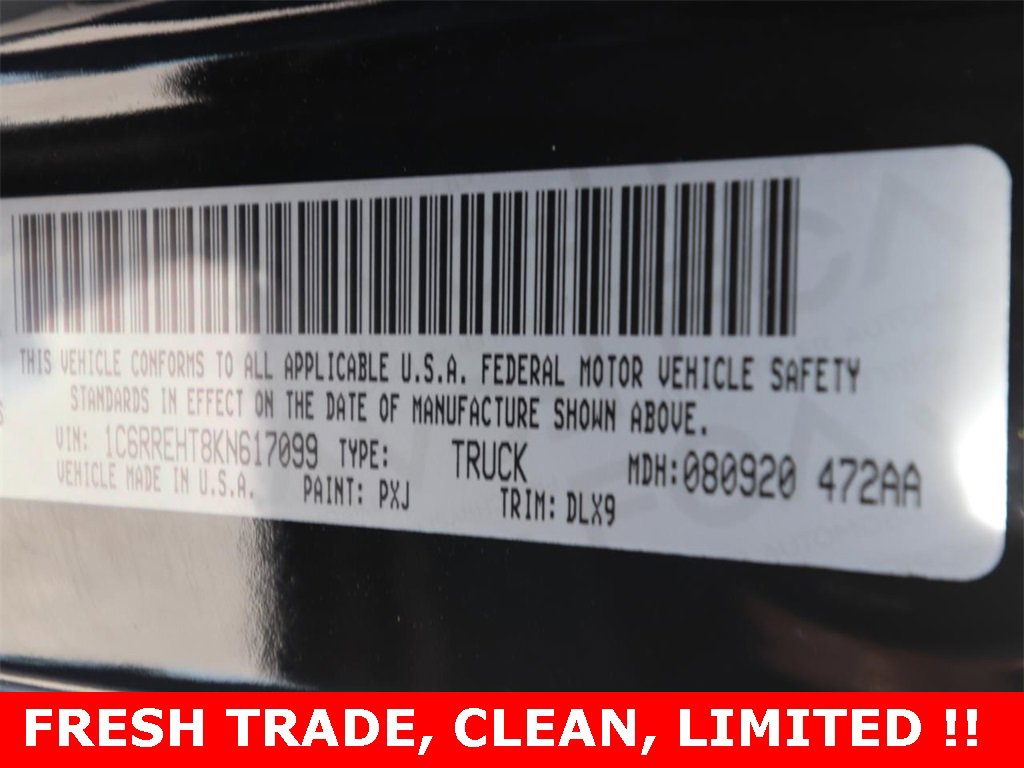 THIS VEHICLE CONFORMS TO ALL APPLICABLE U.S.A. FEDERAL MOTOR VEHICLE SAFETY
STANDARDS IN EFFECT ON THE DATE OF MANUFACTURE SHOWN ABOVE.
VIN: 1C6RREHT8KN617099 TYPE: TRUCK MDH:080920 472AA
VEHICLE MADE IN U.S.A. PAINT: PXJ TRIM: DLX9
FRESH TRADE, CLEAN, LIMITED !!